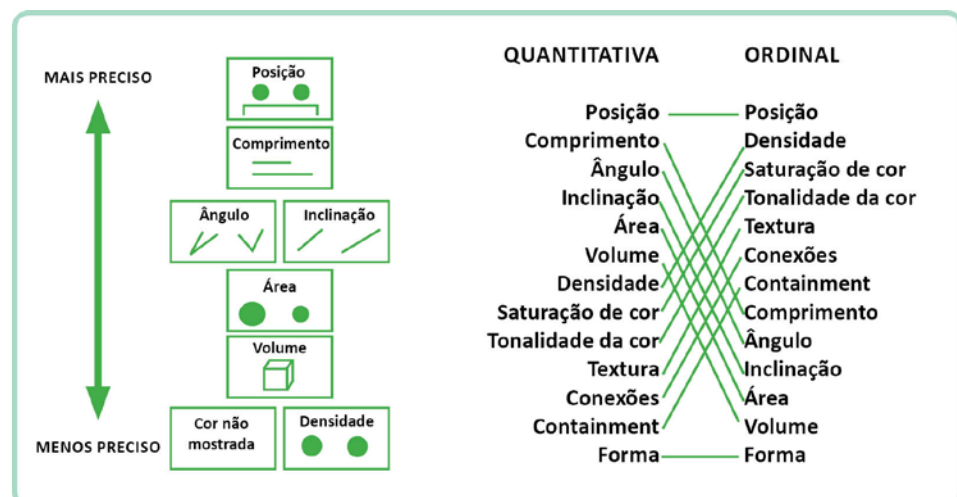 MAIS PRECISO
Posição
Comprimento
Ângulo
Inclinação
Área
Volume
Cor não
mostrada
Densidade
MENOS PRECISO
QUANTITATIVA
Posição
Comprimento
Ângulo
Inclinação
Área
Volume
Densidade
Saturação de cor
Tonalidade da cor
Textura
Conexões
Containment
Forma
ORDINAL
Posição
Densidade
Saturação de cor
Tonalidade da cor
Textura
Conexões
Containment
Comprimento
Ângulo
Inclinação
Área
Volume
Forma